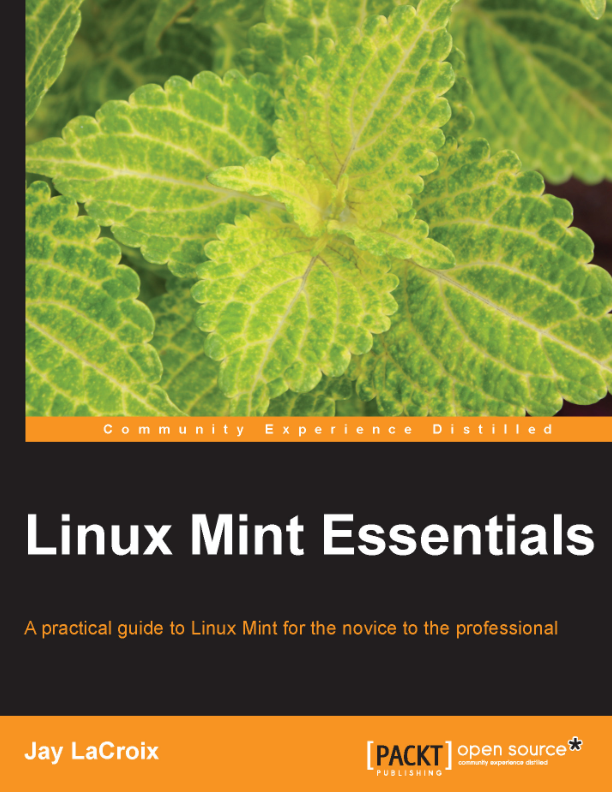 Community Experience Distilled
Linux Mint Essentials
A practical guide to Linux Mint for the novice to the professional
Jay LaCroix
[PACKT] open source*
PUBLISHING community experience distilled